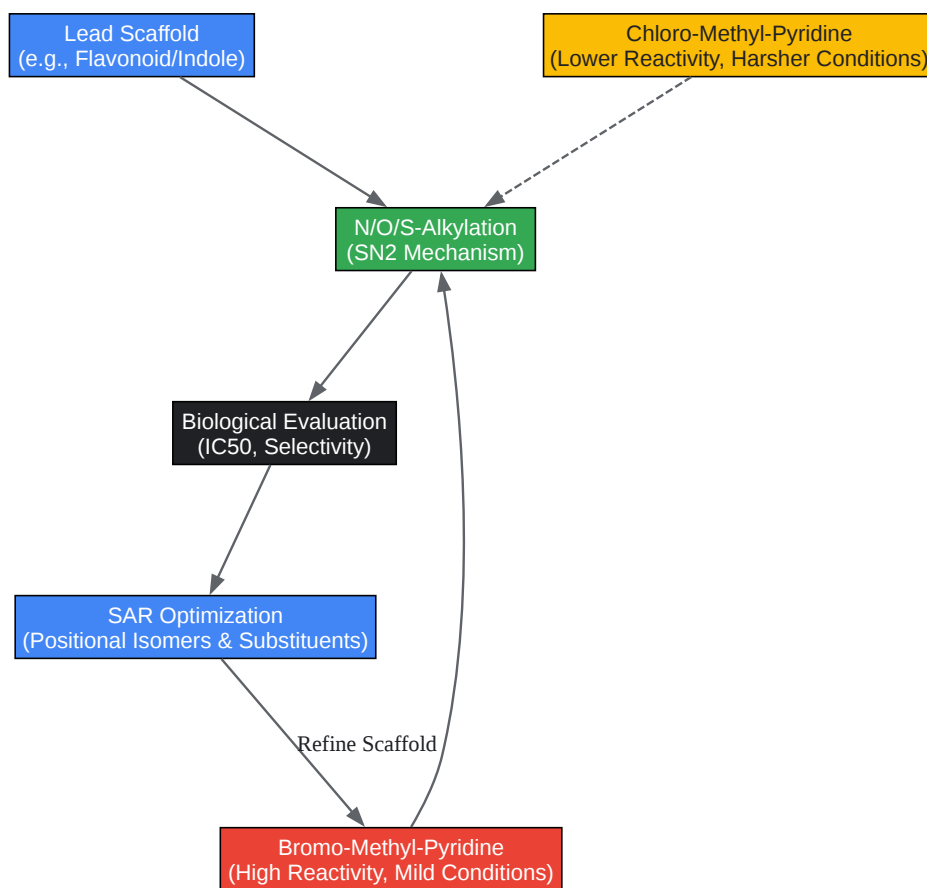 Lead Scaffold
(e.g., Flavonoid/Indole)
Chloro-Methyl-Pyridine
(Lower Reactivity, Harsher Conditions)
N/O/S-Alkylation
(SN2 Mechanism)
Biological Evaluation
(IC50, Selectivity)
SAR Optimization
(Positional Isomers & Substituents)
Refine Scaffold
Bromo-Methyl-Pyridine
(High Reactivity, Mild Conditions)